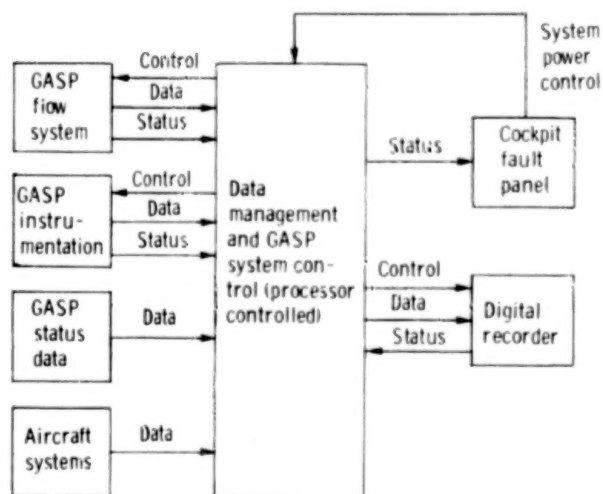 System
power
control
GASP
flow
system
Control
Data
Status
GASP
instru-
mentation
Control
Data
Status
GASP
status
data
Data
Aircraft
systems
Data
Data
management
and GASP
system con-
trol (processor
controlled)
Status
Cockpit
fault
panel
Control
Data
Status
Digital
recorder